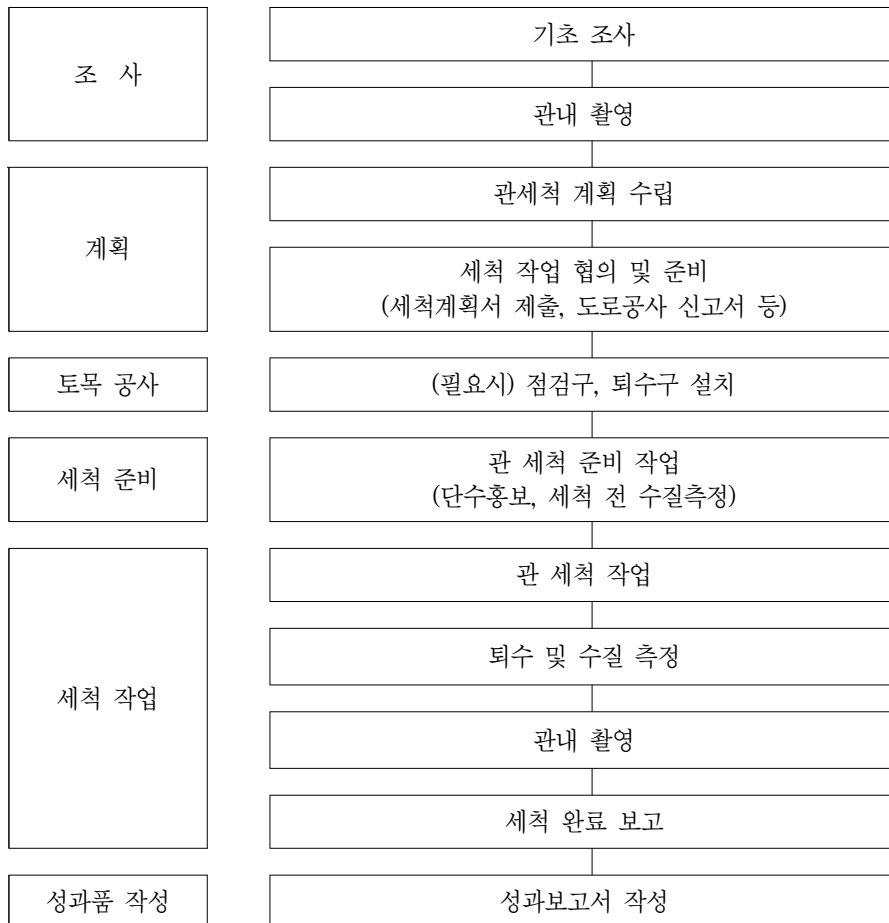 조 사
기초 조사
관내 촬영
계획
관세척 계획 수립
세척 작업 협의 및 준비
(세척계획서 제출, 도로공사 신고서 등)
토목 공사
(필요시) 점검구, 퇴수구 설치
세척 준비
관 세척 준비 작업
(단수홍보, 세척 전 수질측정)
세척 작업
관 세척 작업
퇴수 및 수질 측정
관내 촬영
세척 완료 보고
성과품 작성
성과보고서 작성